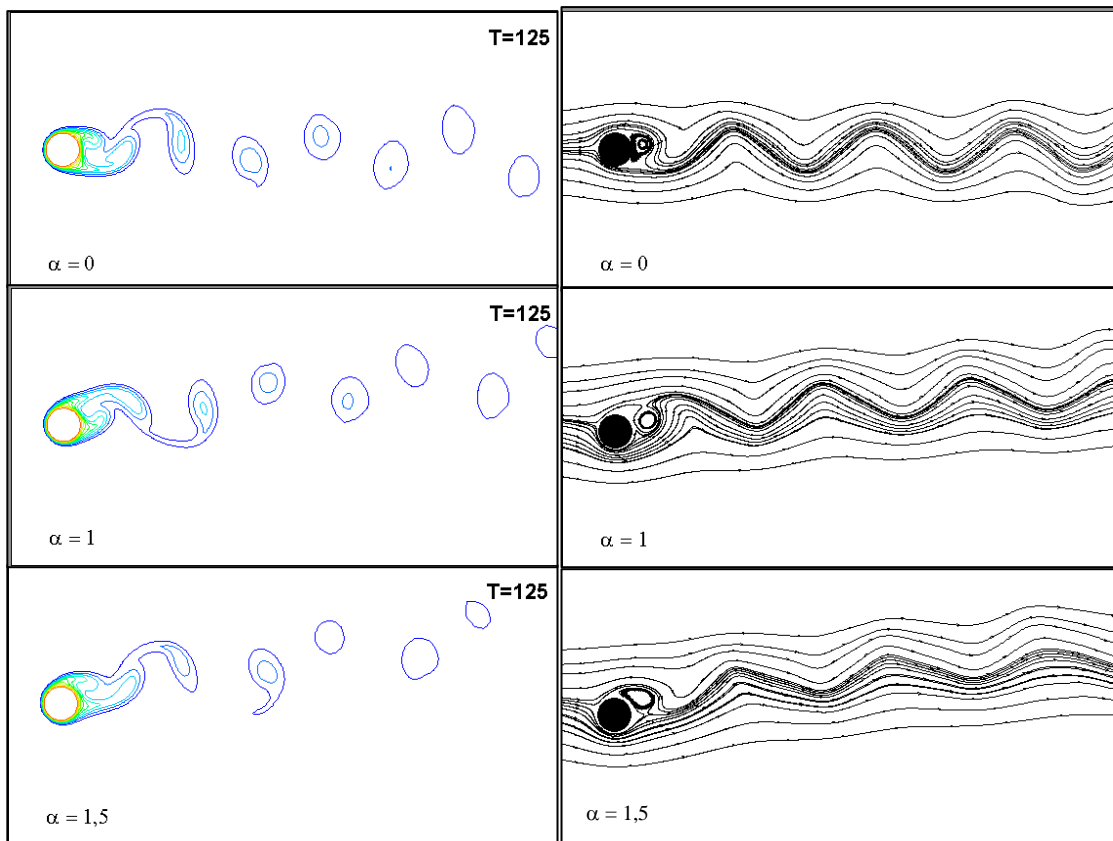 T=125
α = 0
α = 0
T=125
α = 1
α = 1
T=125
α = 1,5
α = 1,5